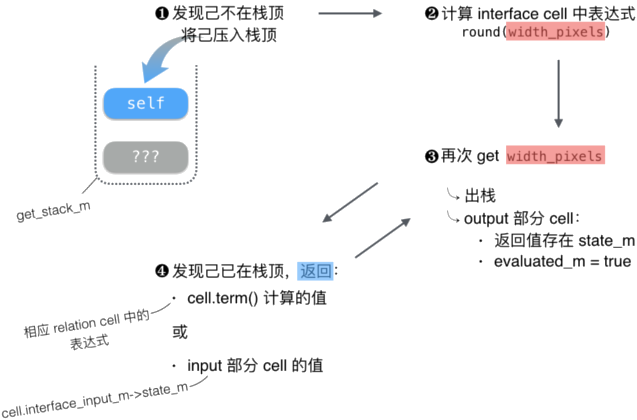 ❶ 发现己不在栈顶
将己压入栈顶
self
???
get_stack_m
❷ 计算 interface cell 中表达式
round(width_pixels)
❸ 再次 get width_pixels
出栈
output 部分 cell：
· 返回值存在 state_m
· evaluated_m = true
❹ 发现己已在栈顶，返回：
· cell.term() 计算的值
相应 relation cell 中的
表达式
或
· input 部分 cell 的值
cell.interface_input_m->state_m